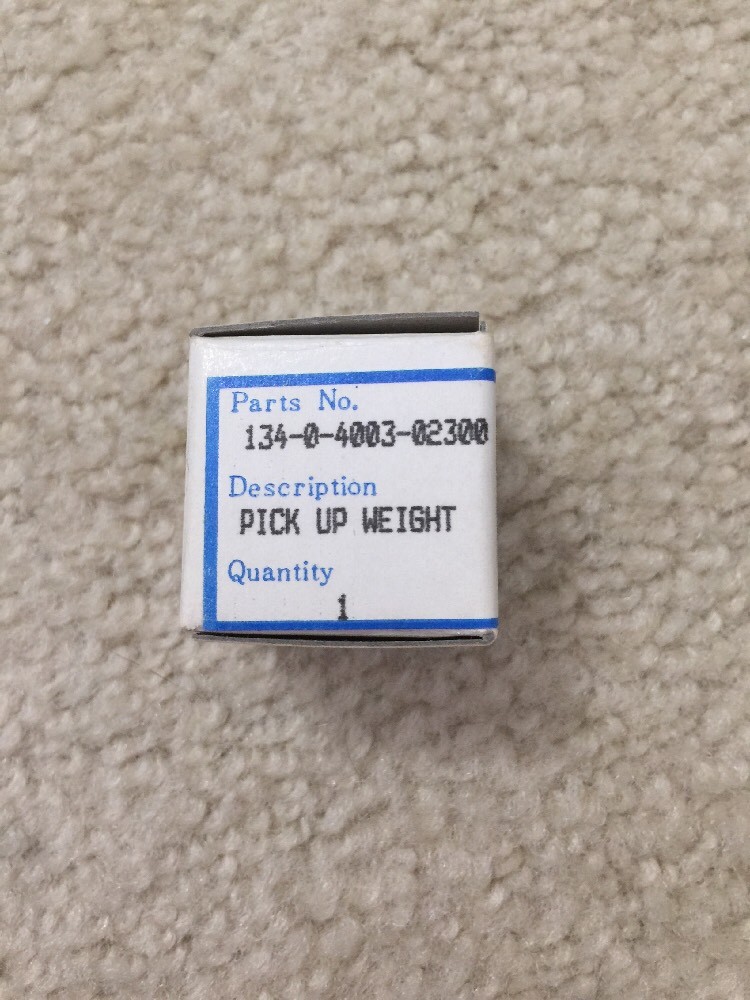 Parts No.
134-0-4003-02300
Description
PICK UP WEIGHT
Quantity
1